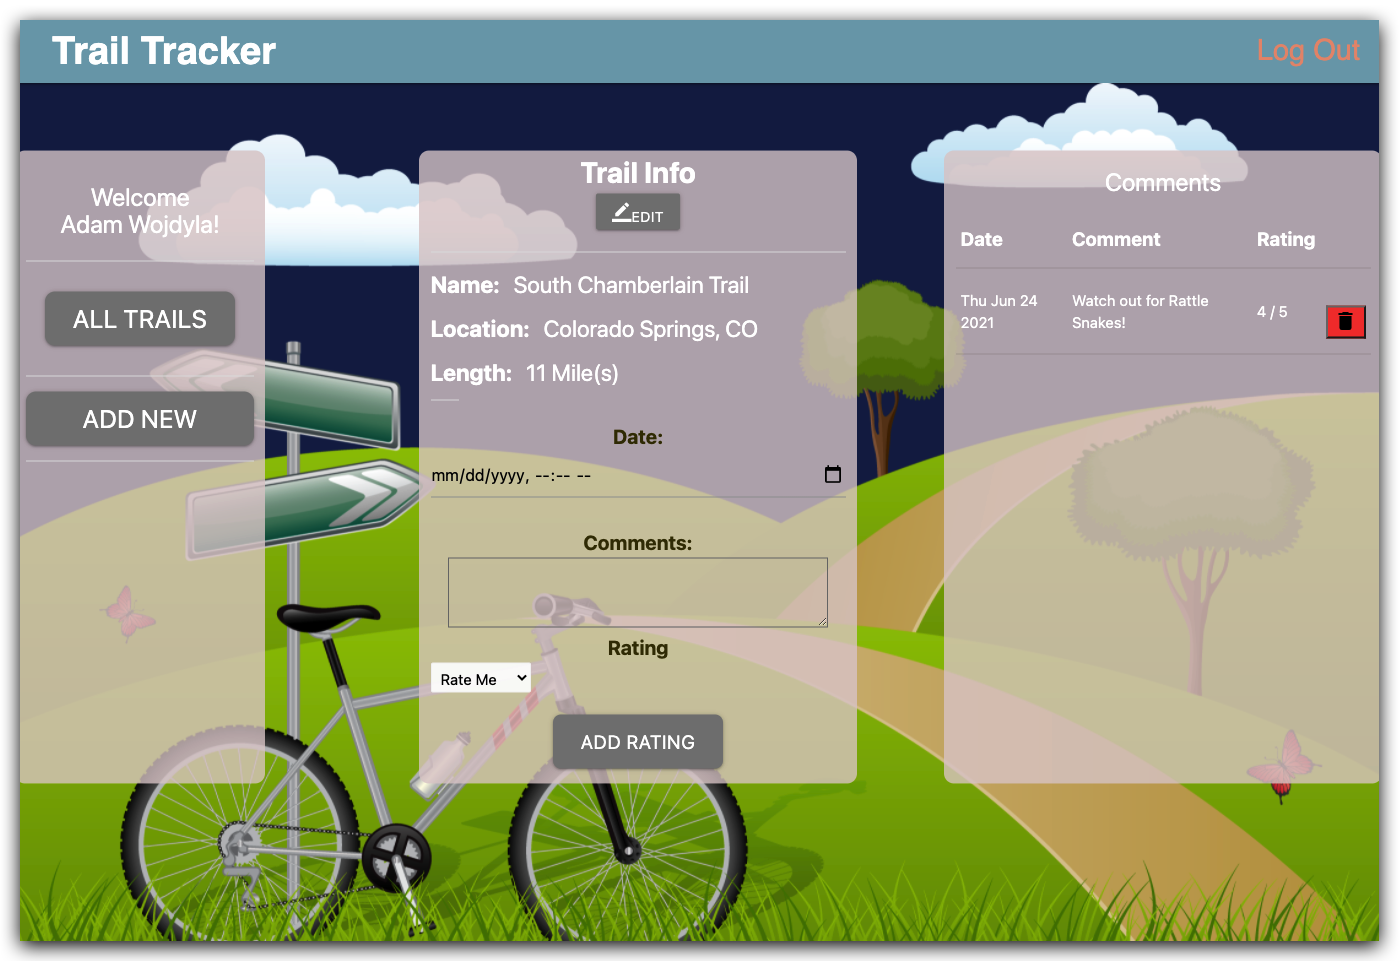 Trail Tracker
Log Out
Welcome
Adam Wojdyla!
ALL TRAILS
ADD NEW
Trail Info
EDIT
Name: South Chamberlain Trail
Location: Colorado Springs, CO
Length: 11 Mile(s)
Date:
mm/dd/yyyy, --:-- --
Comments:
Rating
Rate Me
ADD RATING
Comments
Date Comment Rating
Thu Jun 24 2021
Watch out for Rattle
Snakes!
4 / 5